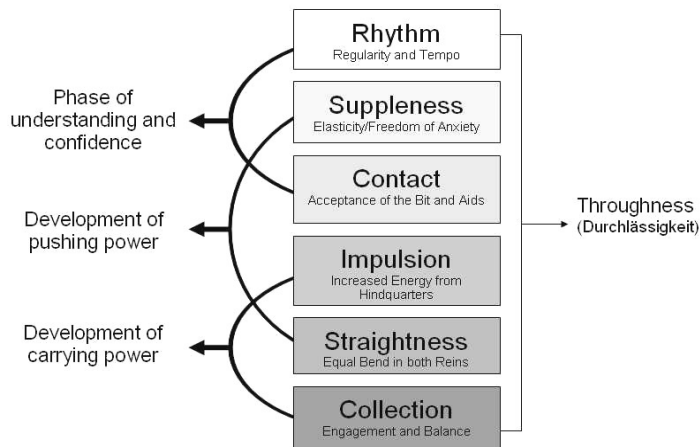 Rhythm
Regularity and Tempo
Suppleness
Elasticity/Freedom of Anxiety
Contact
Acceptance of the Bit and Aids
Impulsion
Increased Energy from
Hindquarters
Straightness
Equal Bend in both Reins
Collection
Engagement and Balance
Phase of
understanding and
confidence
Development of
pushing power
Development of
carrying power
Throughness
(Durchlässigkeit)